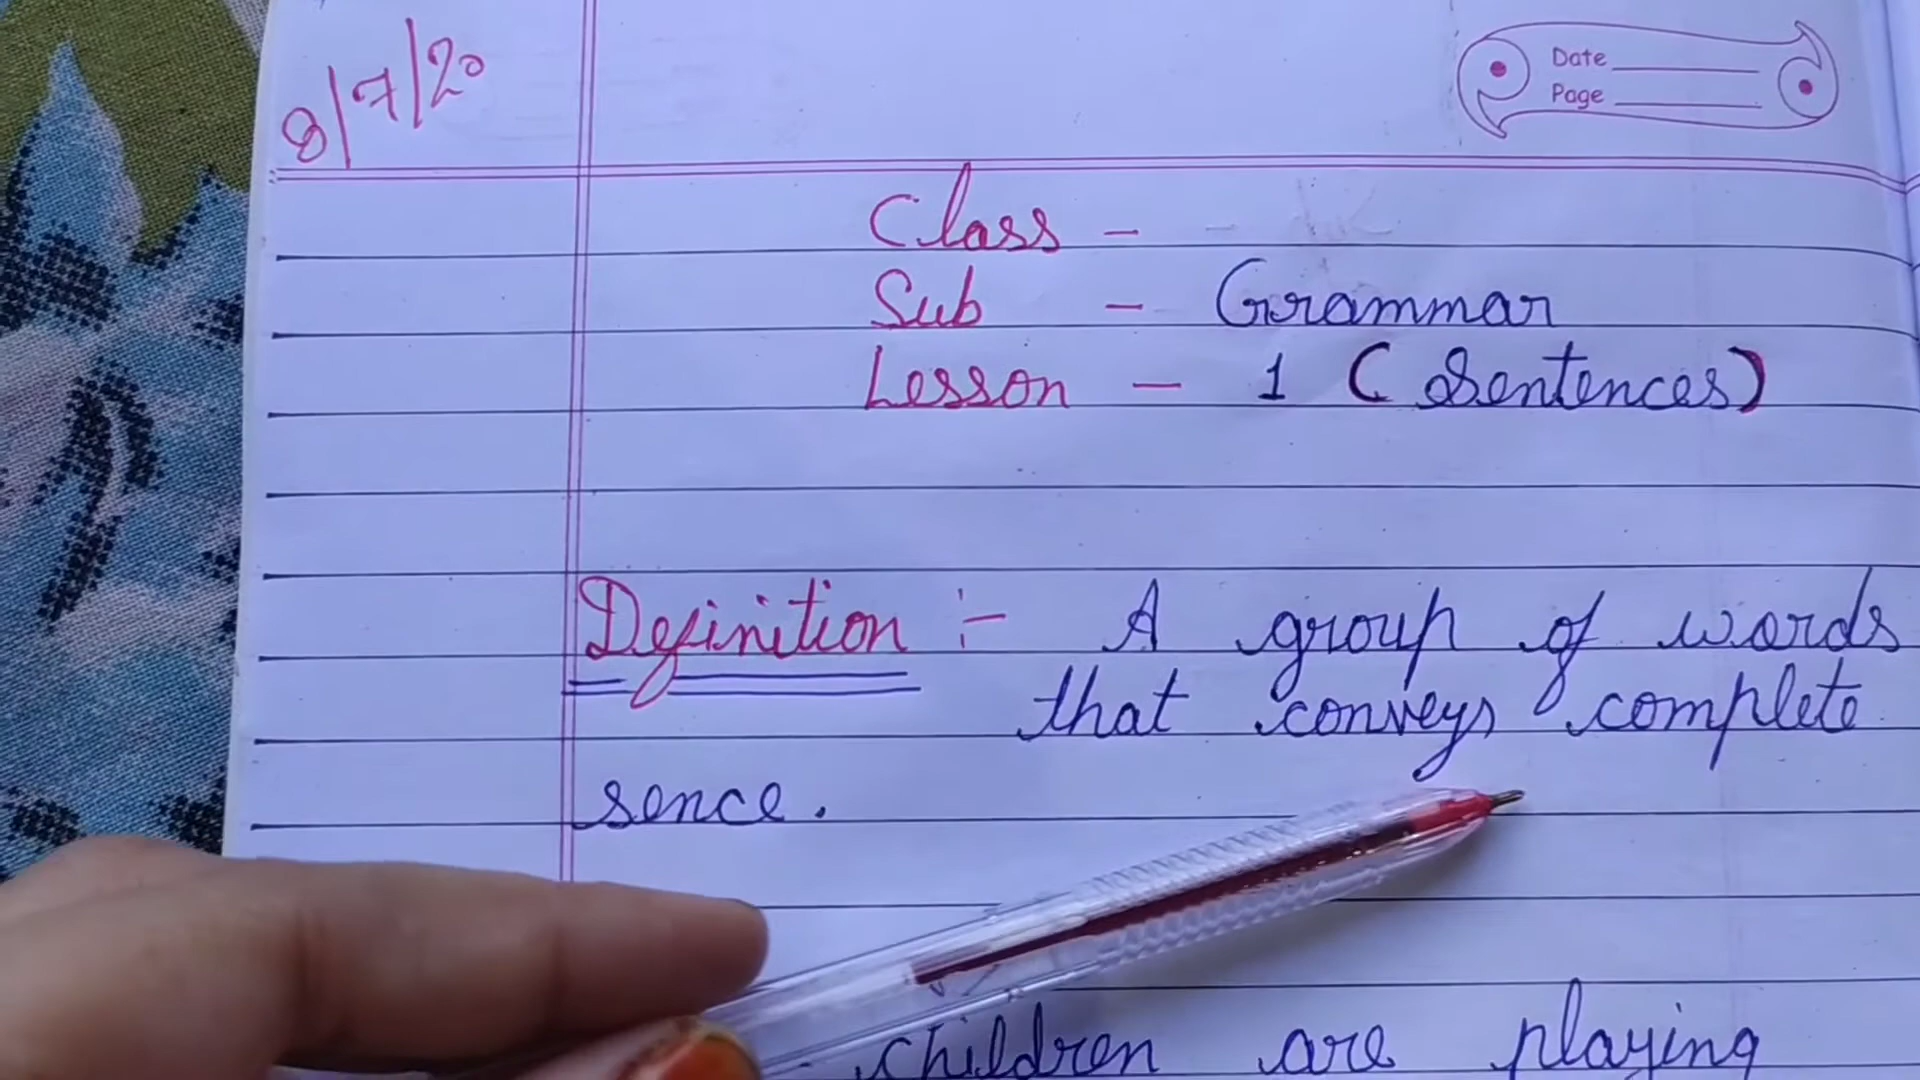 8/7/20
Date
Page
Class -
Sub - Grammar
Lesson - 1 (Sentences)
Definition :- A group of words
that conveys complete
sence.
children are playing